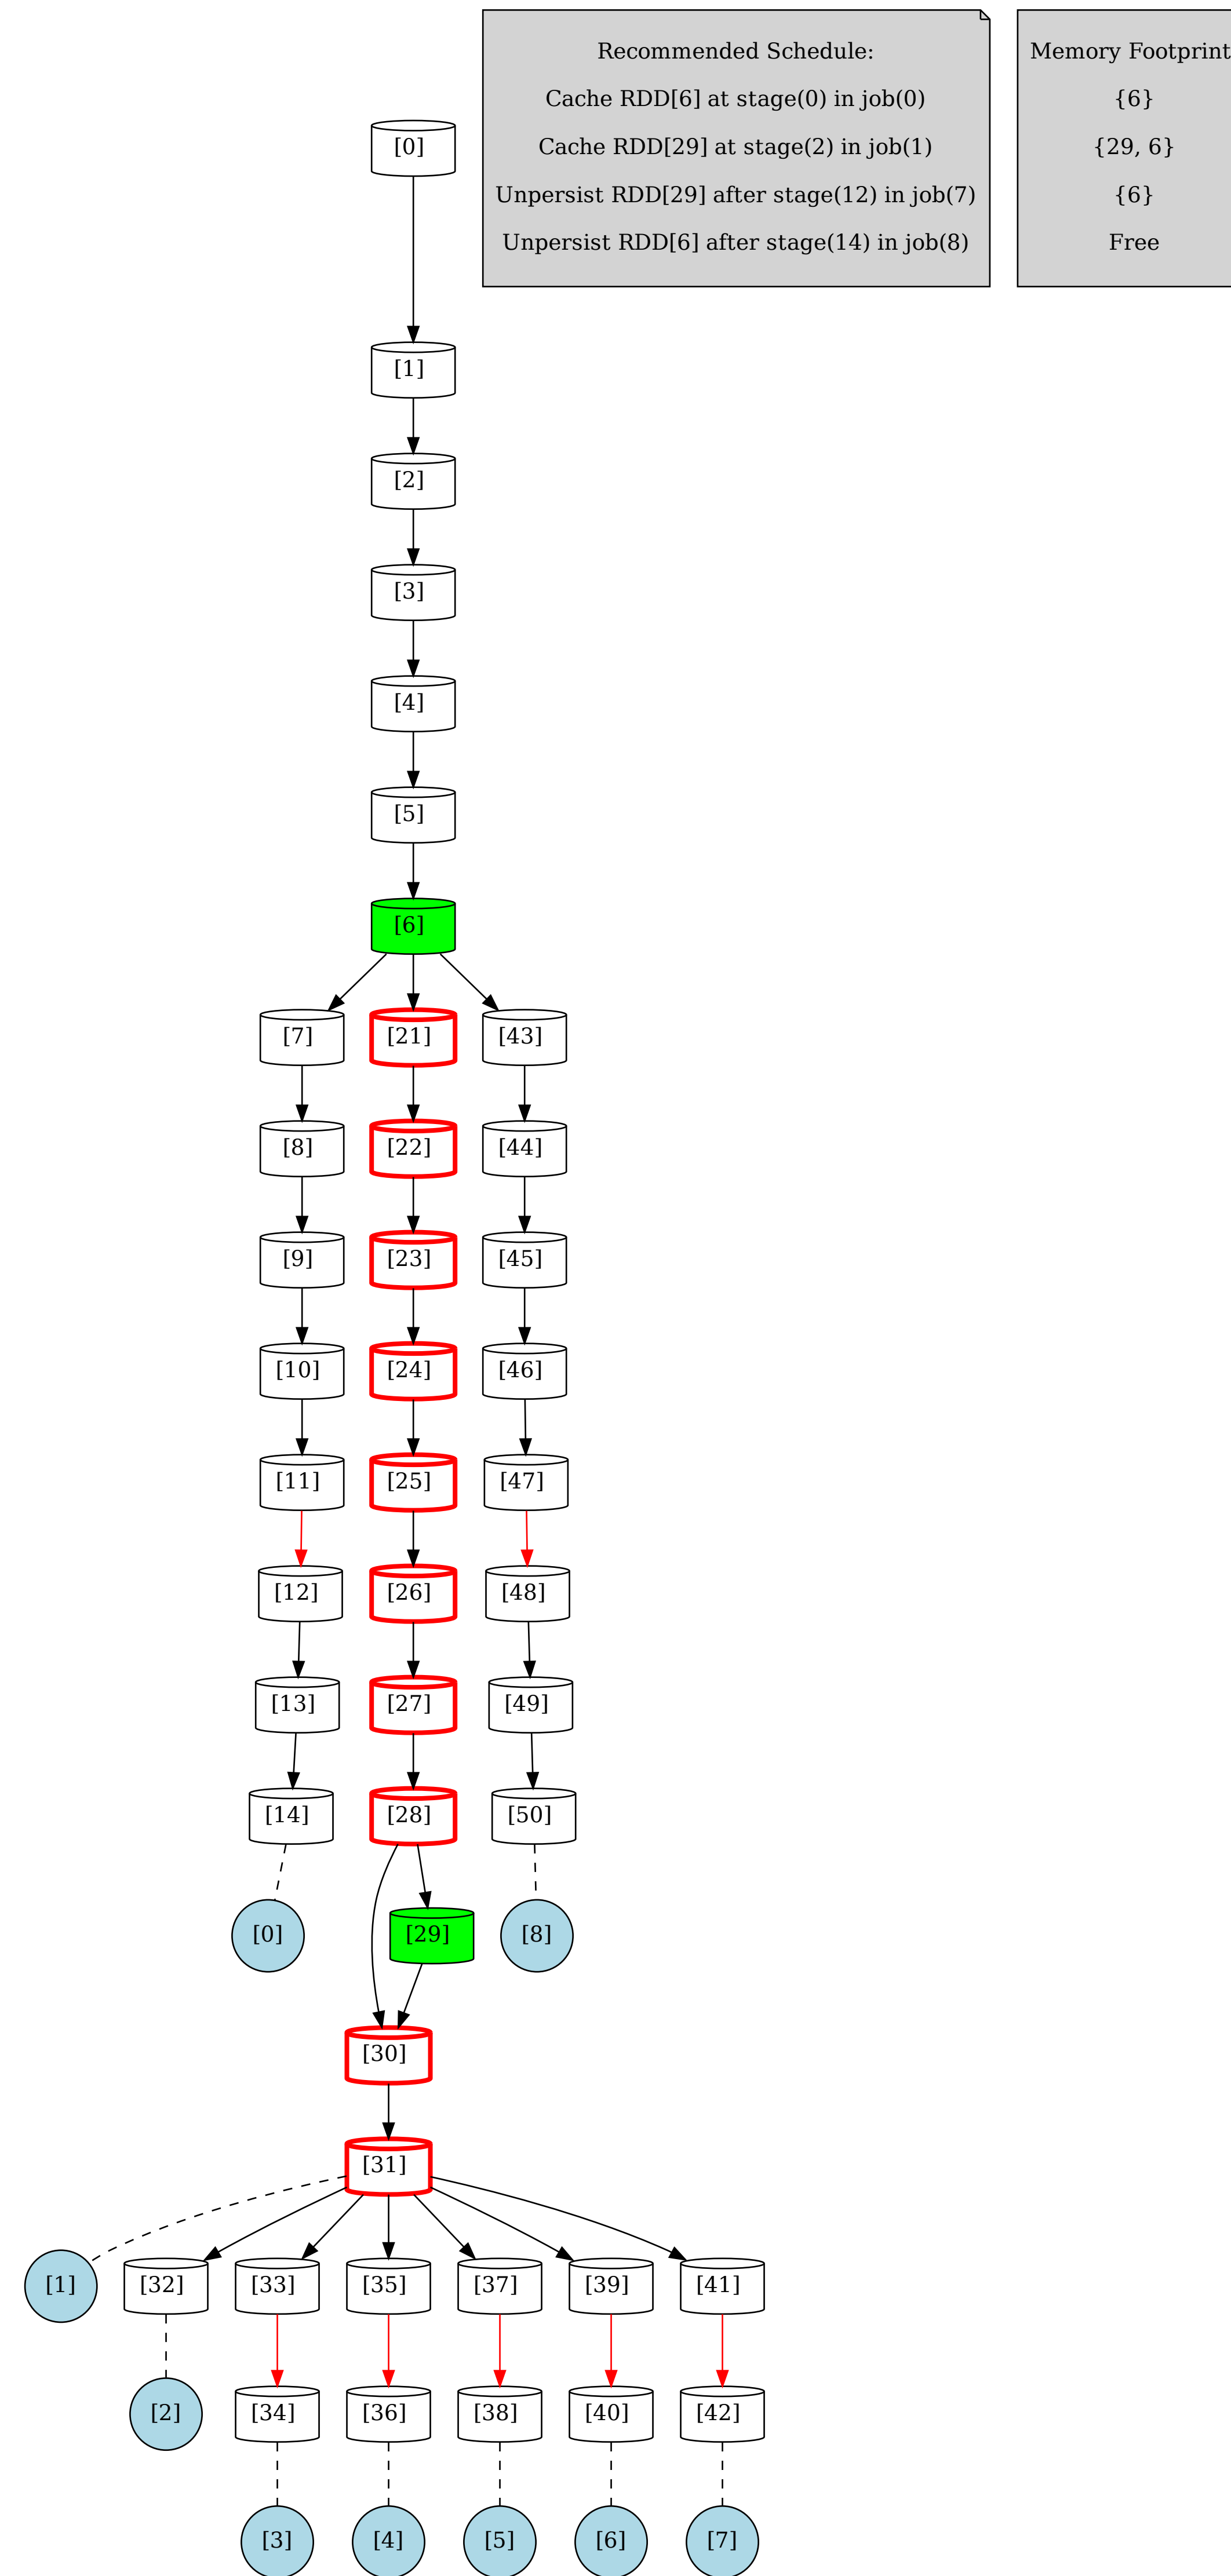 Recommended Schedule:
Cache RDD[6] at stage(0) in job(0)
Cache RDD[29] at stage(2) in job(1)
Unpersist RDD[29] after stage(12) in job(7)
Unpersist RDD[6] after stage(14) in job(8)
Memory Footprint
{6}
{29, 6}
{6}
Free
[0]
[1]
[2]
[3]
[4]
[5]
[6]
[7] [21] [43]
[8] [22] [44]
[9] [23] [45]
[10] [24] [46]
[11] [25] [47]
[12] [26] [48]
[13] [27] [49]
[14] [28] [50]
[0] [29] [8]
[30]
[31]
[1] [32] [33] [35] [37] [39] [41]
[2] [34] [36] [38] [40] [42]
[3] [4] [5] [6] [7]